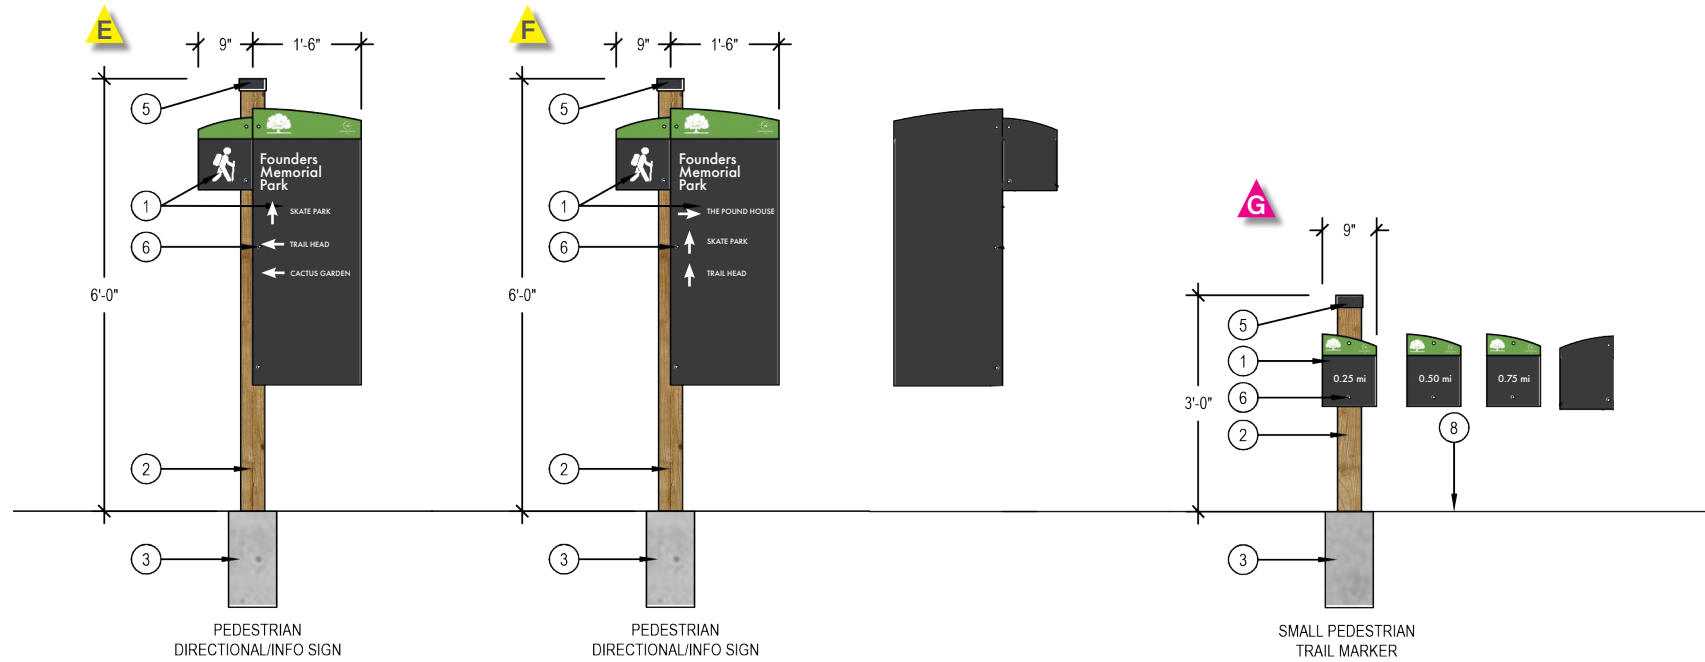 E
9" 1'-6"
5
Founders
Memorial
Park
1
SKATE PARK
6
TRAIL HEAD
CACTUS GARDEN
6'-0"
2
3
PEDESTRIAN
DIRECTIONAL/INFO SIGN
F
9" 1'-6"
5
Founders
Memorial
Park
1
THE POUND HOUSE
6
SKATE PARK
TRAIL HEAD
6'-0"
2
3
PEDESTRIAN
DIRECTIONAL/INFO SIGN
G
9"
5
1
0.25 mi
0.50 mi
0.75 mi
6
3'-0"
2
8
3
SMALL PEDESTRIAN
TRAIL MARKER